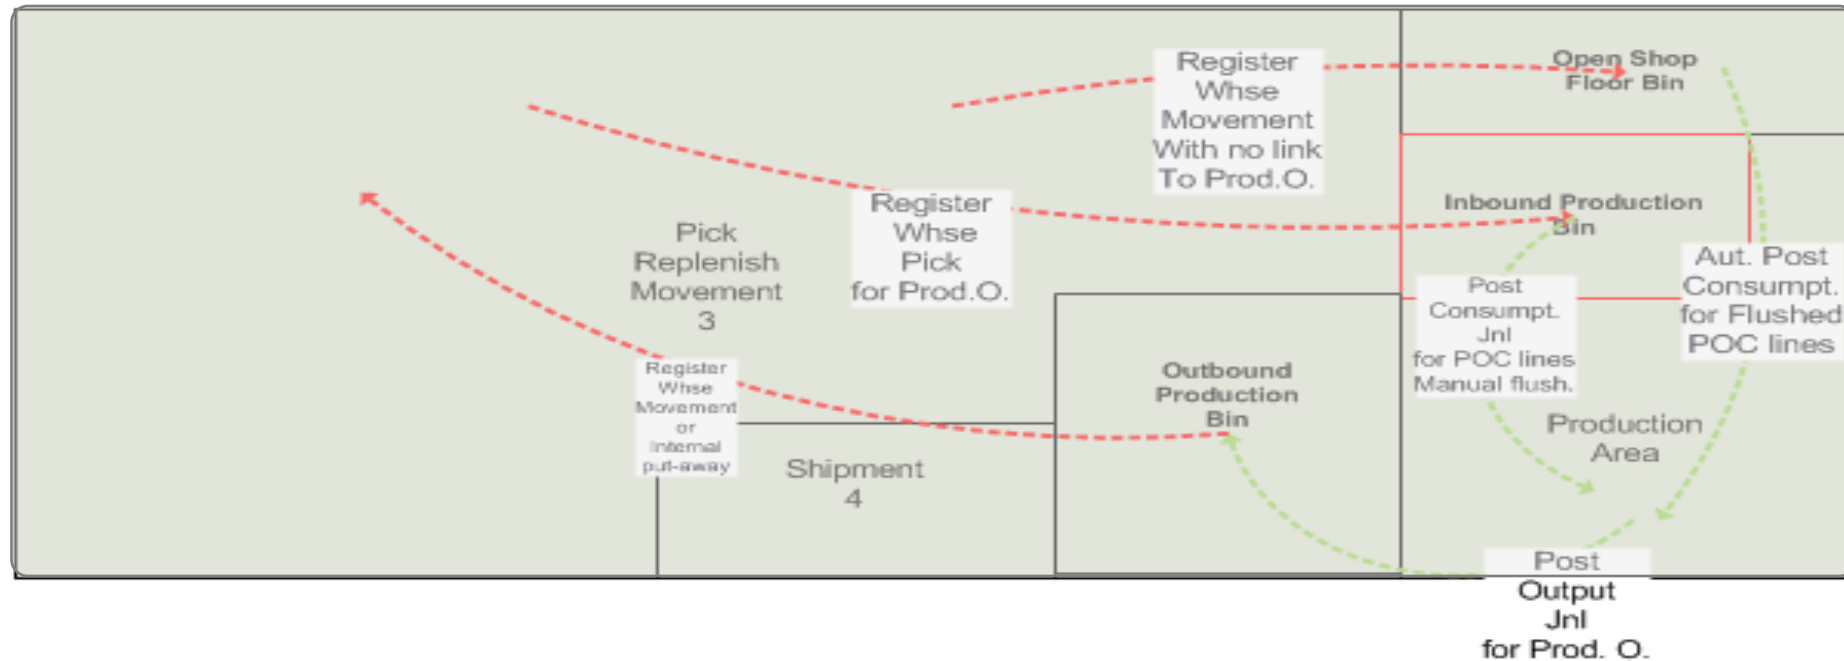 Register
Whse
Movement
With no link
To Prod.O.
Open Shop
Floor Bin
Register
Whse
Pick
for Prod.O.
Inbound Production
Bin
Pick
Replenish
Movement
3
Aut. Post
Consumpt.
for Flushed
POC lines
Post
Consumpt.
Jnl
for POC lines
Manual flush.
Register
Whse
Movement
or
Internal
put-away
Outbound
Production
Bin
Production
Area
Shipment
4
Post
Output
Jnl
for Prod. O.